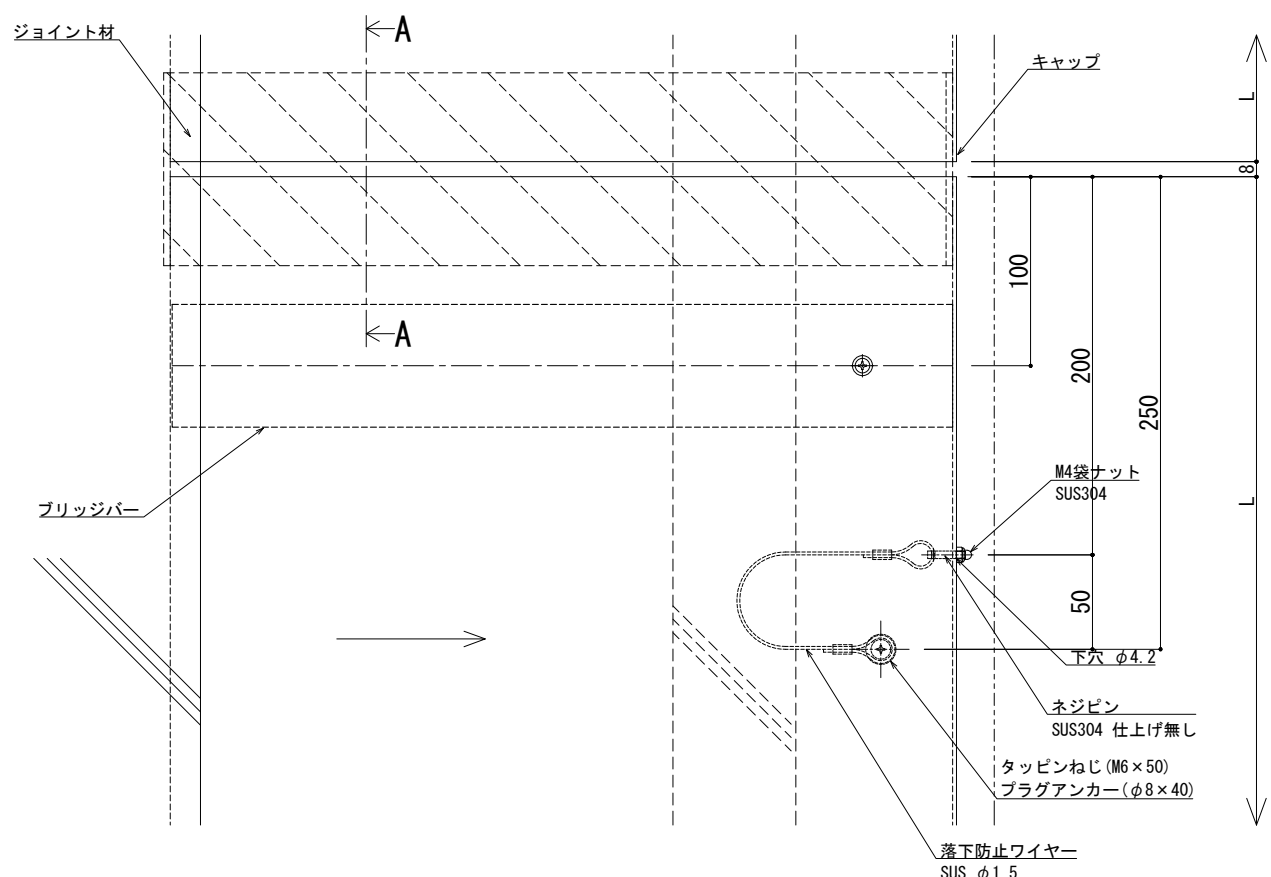 ジョイント材
A
キャップ
L
8
100
A
200
250
M4袋ナット
SUS304
ブリッジバー
L
50
下穴 φ4.2
ネジピン
SUS304 仕上げ無し
タッピンねじ(M6×50)
プラグアンカー(φ8×40)
落下防止ワイヤー
SUS φ1.5